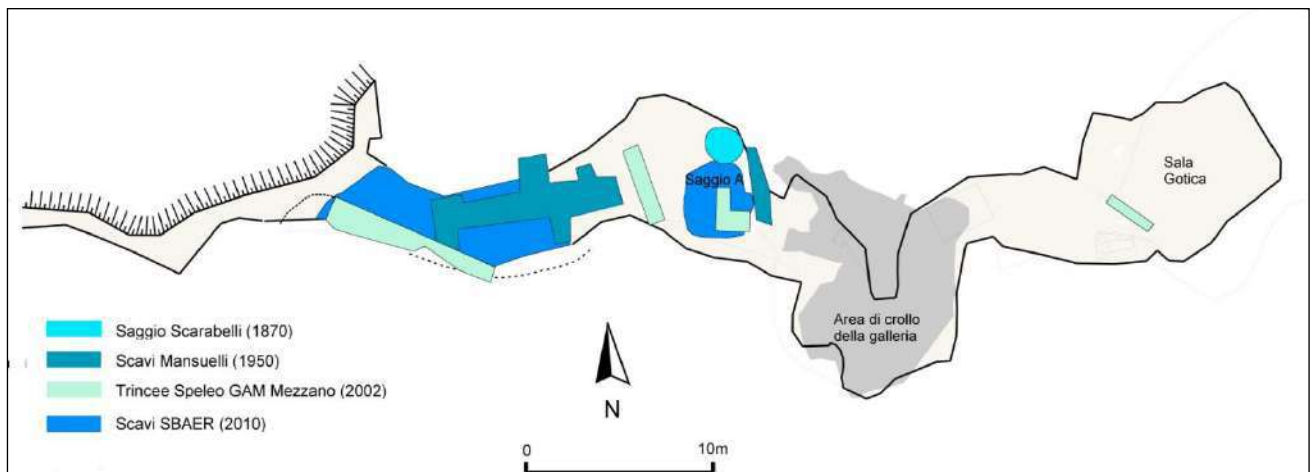 Saggio A
Sala
Gotica
Area di crollo
della galleria
Saggio Scarabelli (1870)
Scavi Mansuelli (1950)
Trincee Speleo GAM Mezzano (2002)
Scavi SBAER (2010)
N
0
10m